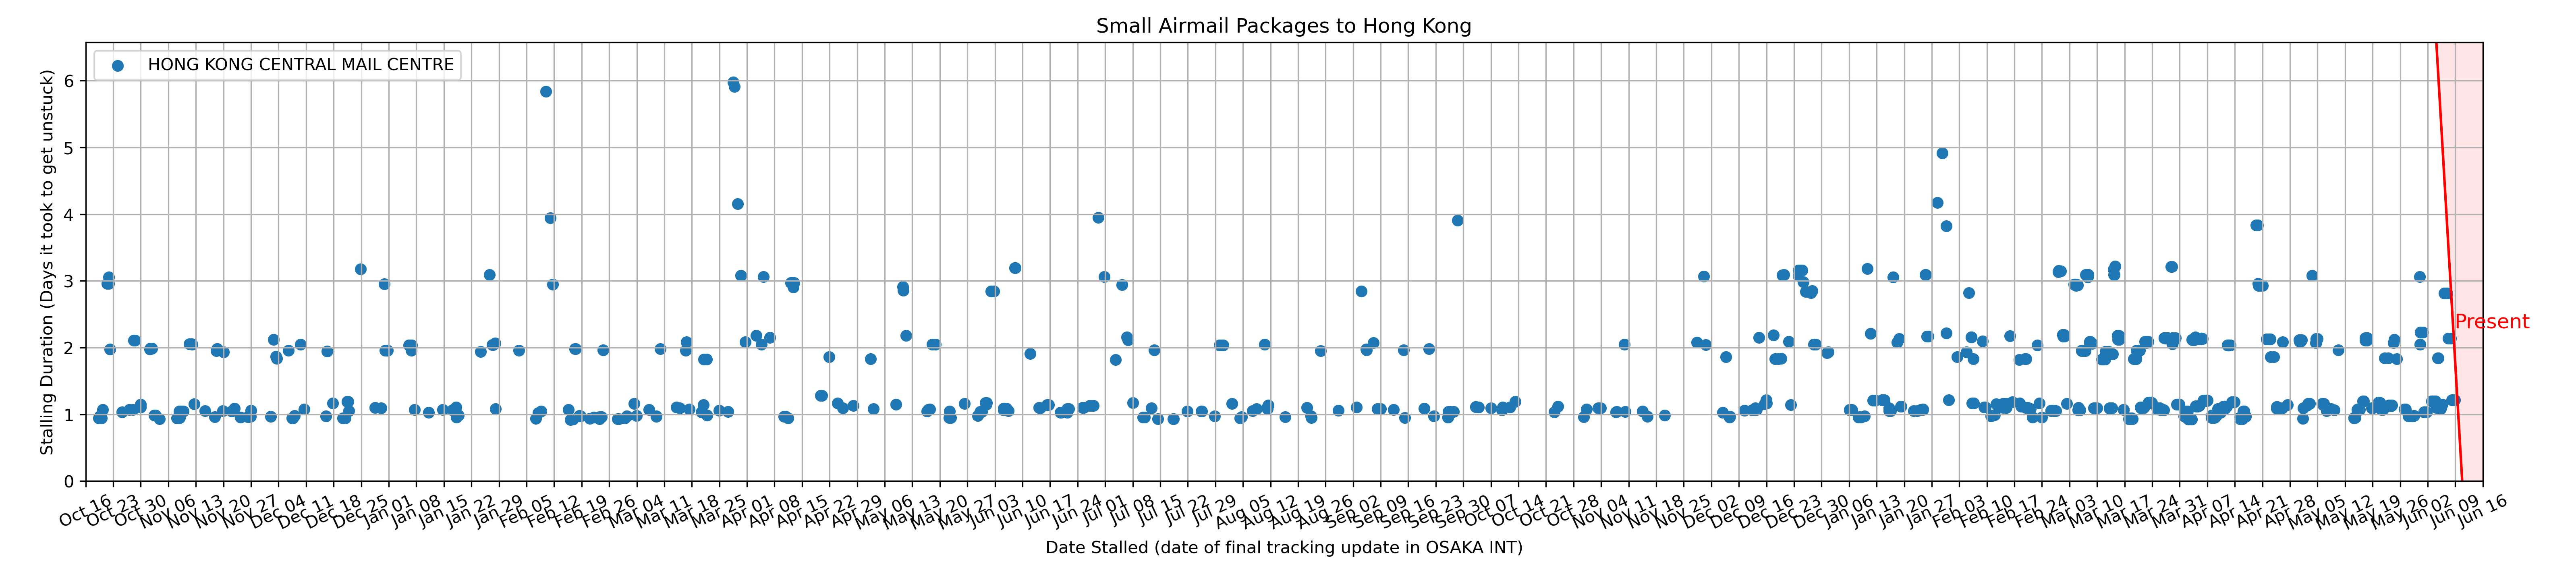 Small Airmail Packages to Hong Kong
HONG KONG CENTRAL MAIL CENTRE
Stalling Duration (Days it took to get unstuck)
6
5
4
3
2
1
0
Present
Oct 16
Oct 23
Oct 30
Nov 06
Nov 13
Nov 20
Nov 27
Dec 04
Dec 11
Dec 18
Dec 25
Jan 01
Jan 08
Jan 15
Jan 22
Jan 29
Feb 05
Feb 12
Feb 19
Feb 26
Mar 04
Mar 11
Mar 18
Mar 25
Apr 01
Apr 08
Apr 15
Apr 22
Apr 29
May 06
May 13
May 20
May 27
Jun 03
Jun 10
Jun 17
Jun 24
Jul 01
Jul 08
Jul 15
Jul 22
Jul 29
Aug 05
Aug 12
Aug 19
Aug 26
Sep 02
Sep 09
Sep 16
Sep 23
Sep 30
Oct 07
Oct 14
Oct 21
Oct 28
Nov 04
Nov 11
Nov 18
Nov 25
Dec 02
Dec 09
Dec 16
Dec 23
Dec 30
Jan 06
Jan 13
Jan 20
Jan 27
Feb 03
Feb 10
Feb 17
Feb 24
Mar 03
Mar 10
Mar 17
Mar 24
Mar 31
Apr 07
Apr 14
Apr 21
Apr 28
May 05
May 12
May 19
May 26
Jun 02
Jun 09
Jun 16
Date Stalled (date of final tracking update in OSAKA INT)